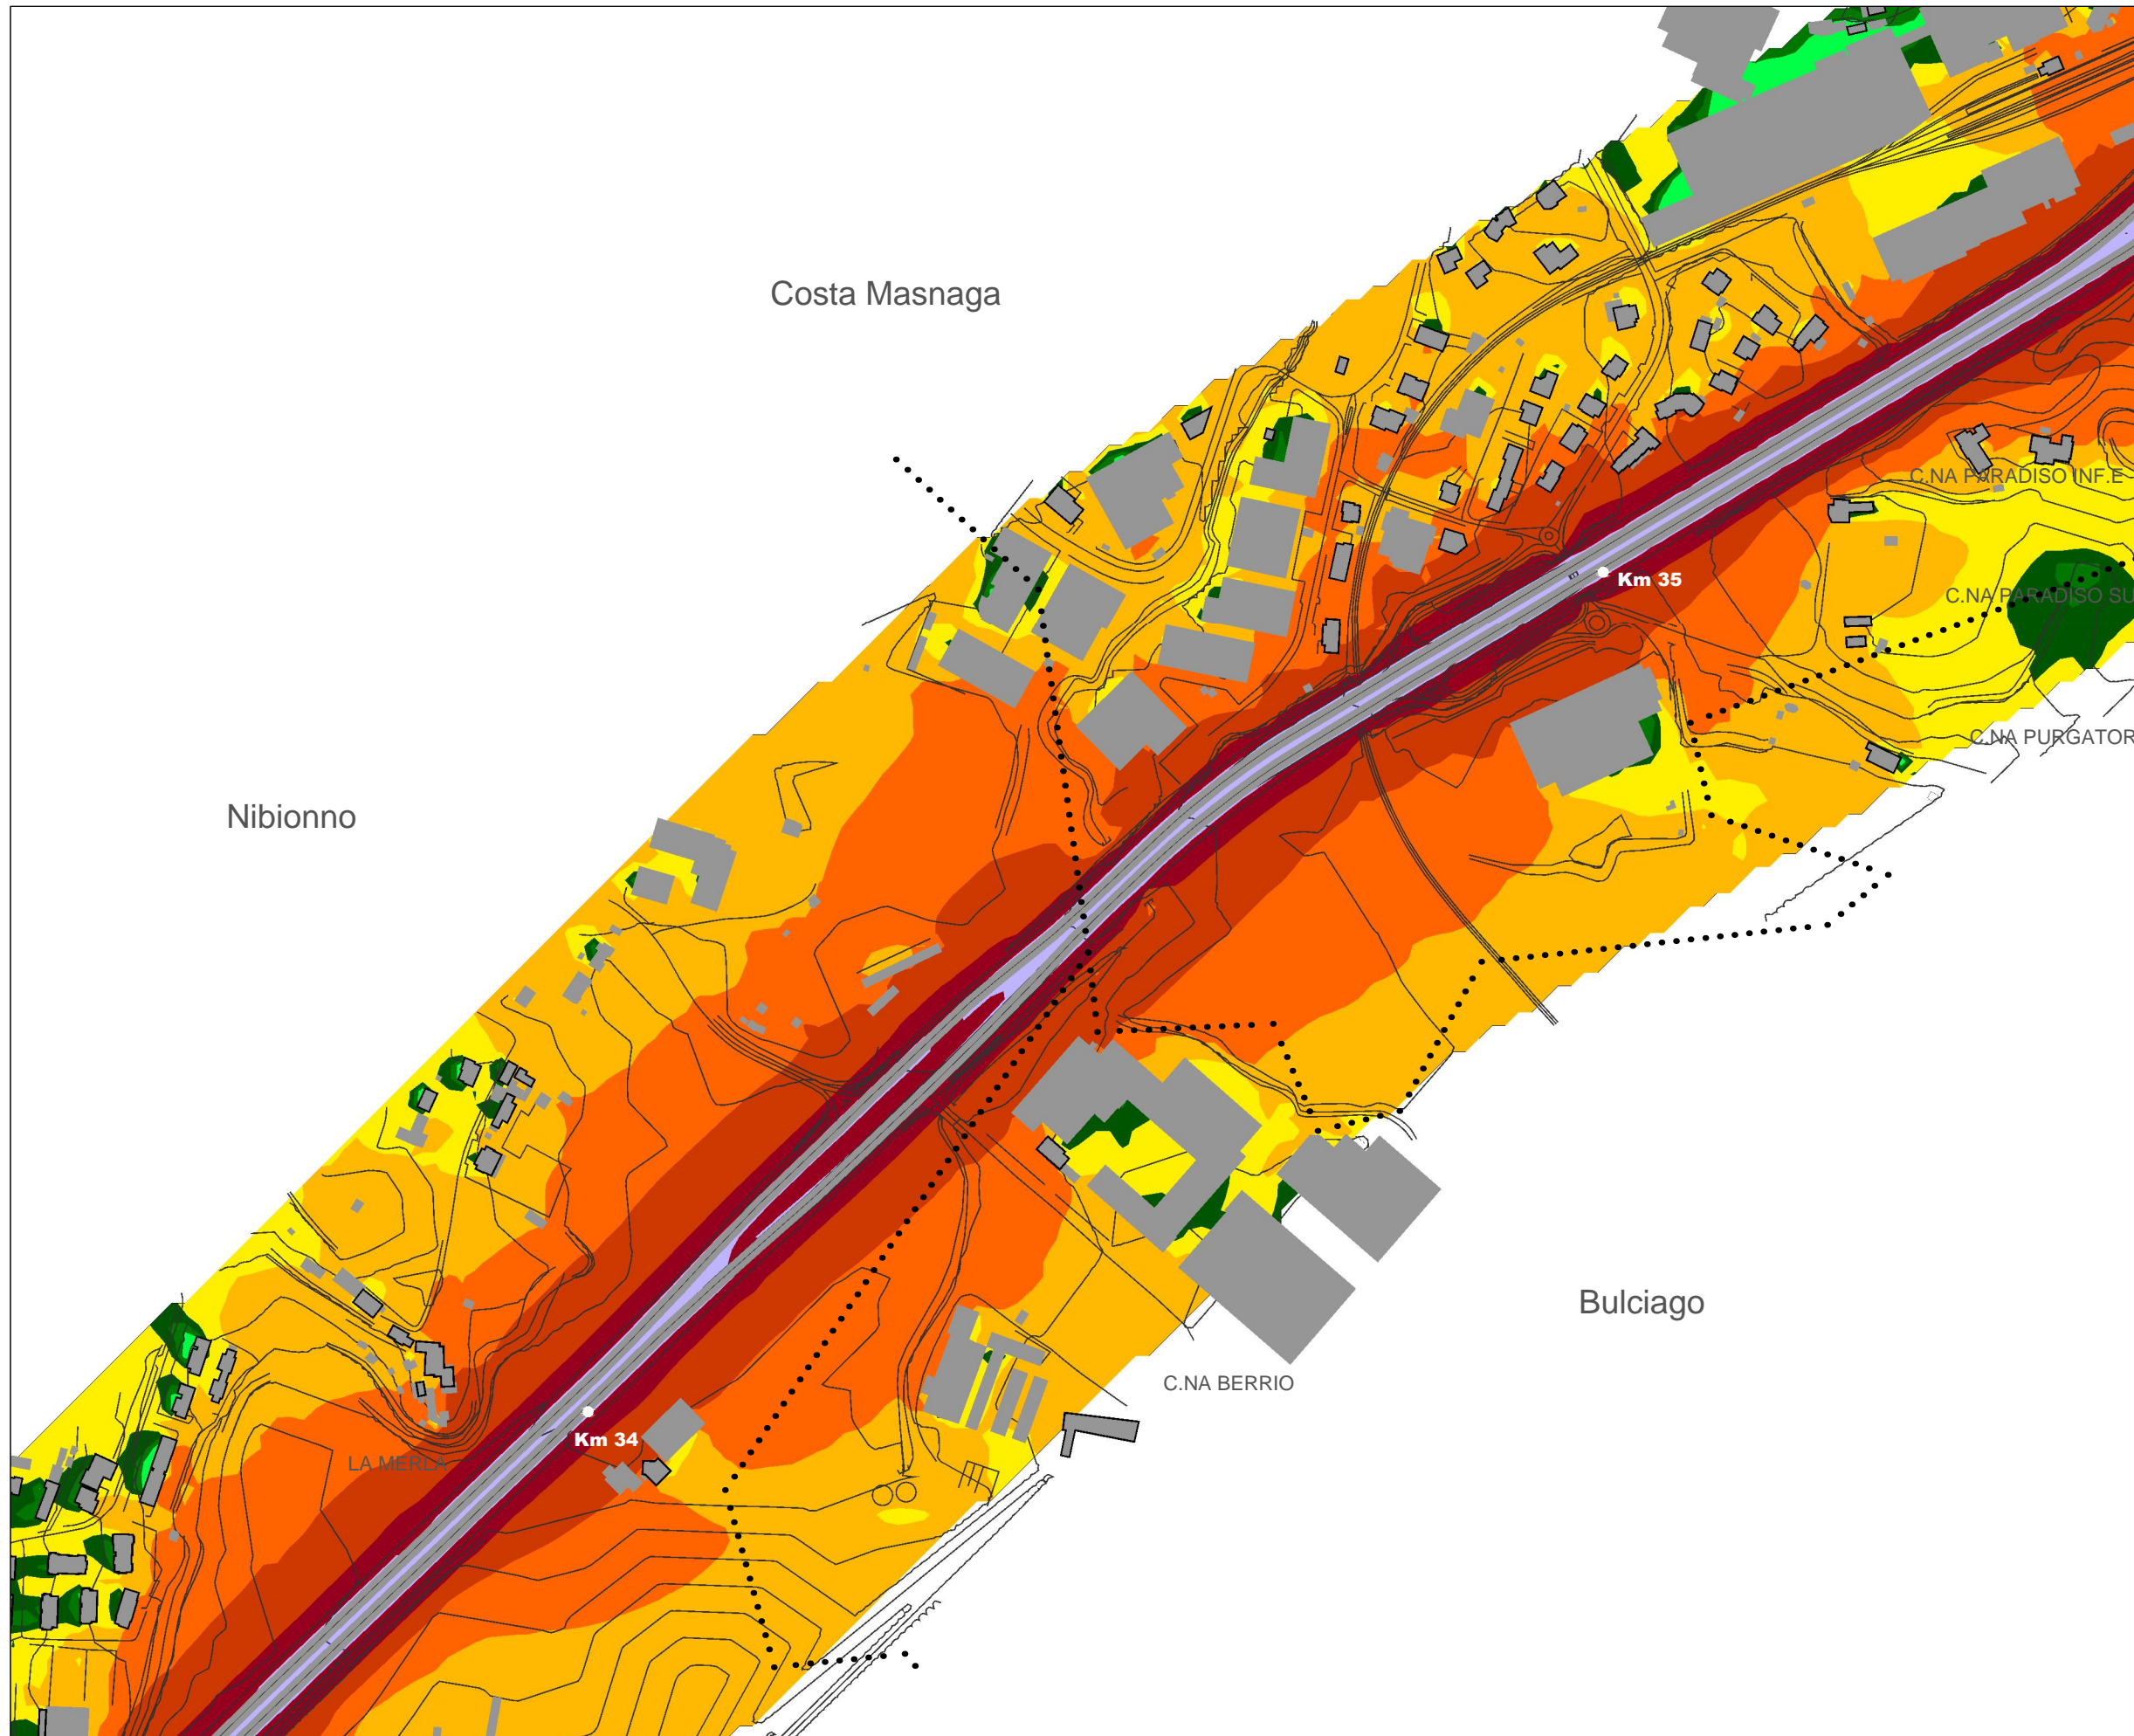 Costa Masnaga
C.NA PARADISO INF.E
Km 35
C.NA PARADISO SU
C.NA PURGATOR
Nibionno
Bulciago
C.NA BERRIO
Km 34
LA MERLA